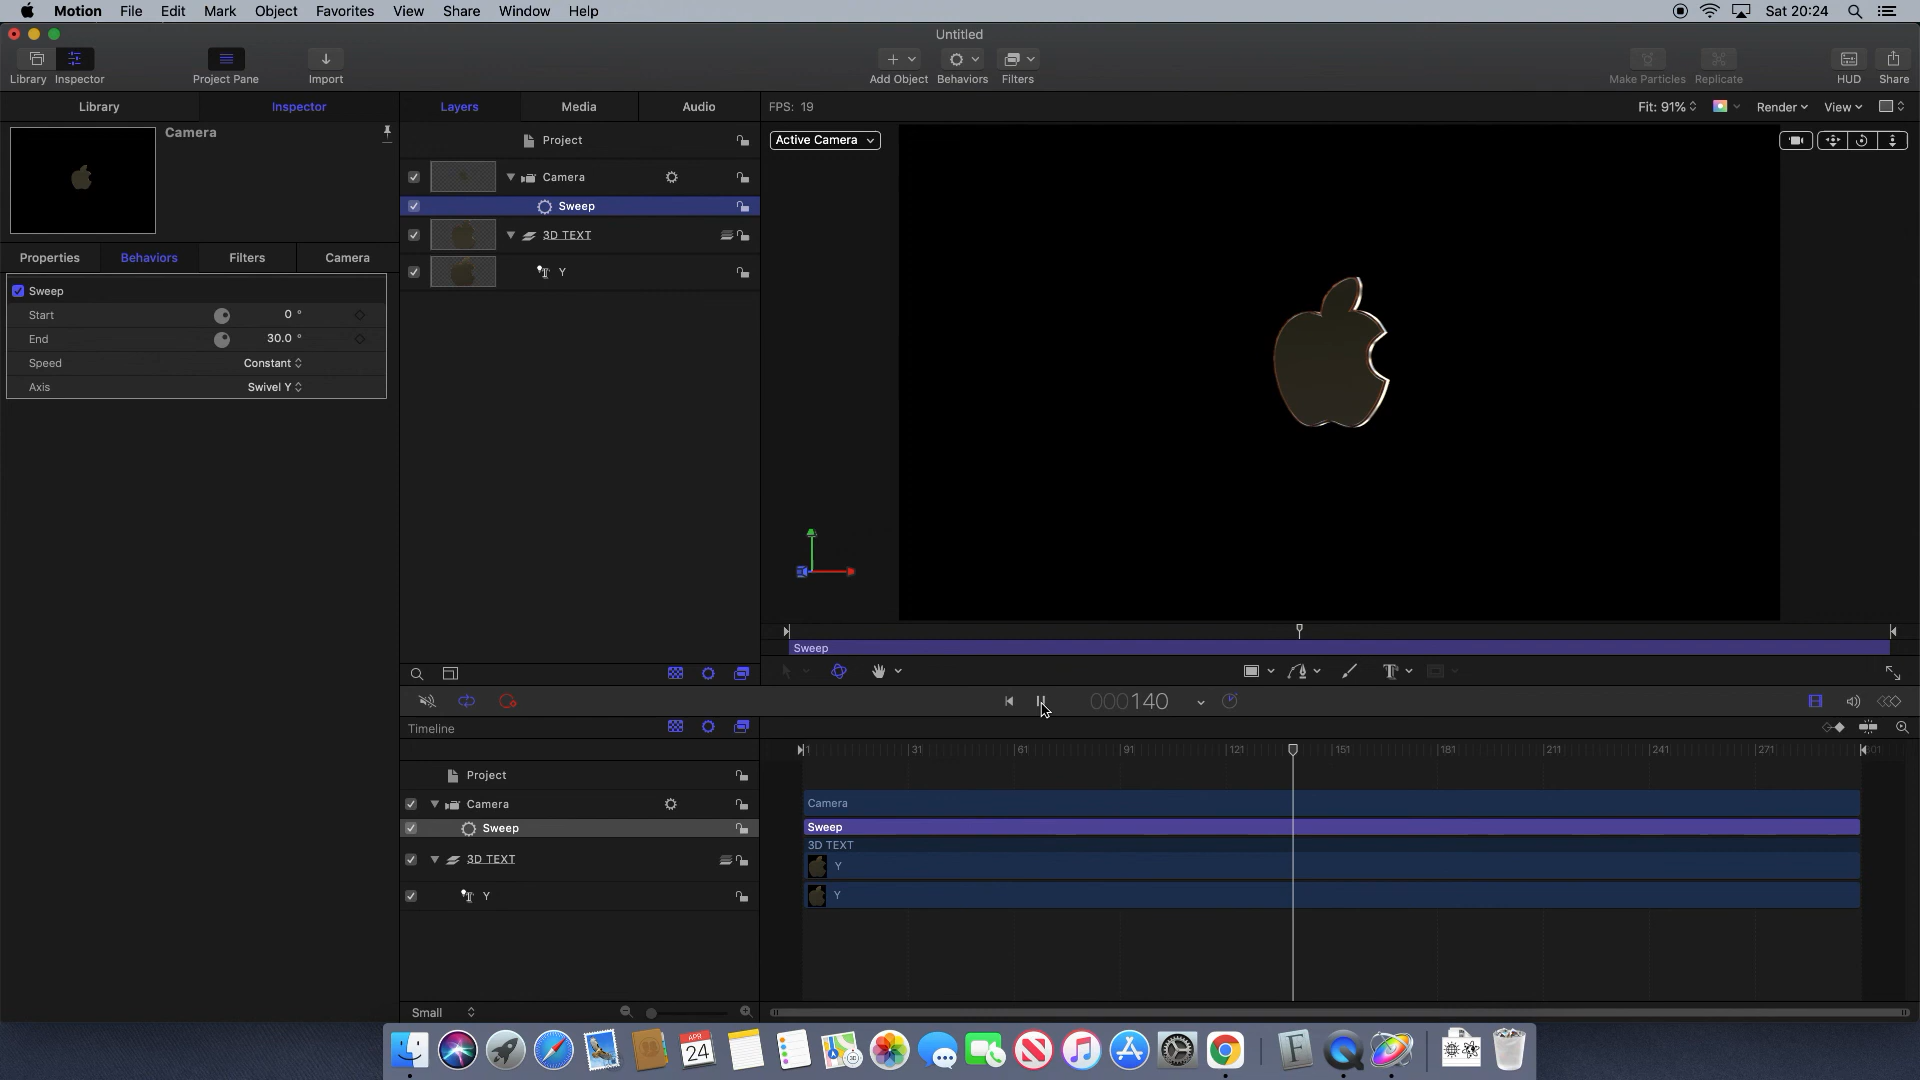 Motion File Edit Mark Object Favorites View Share Window Help Sat 20:24
Untitled
Library Inspector Project Pane Import Add Object Behaviors Filters Make Particles Replicate HUD Share
Library Inspector Layers Media Audio FPS: 19 Fit: 91% Render View
Camera
Active Camera
Project
Camera
Sweep
3D TEXT
Y
Properties Behaviors Filters Camera
Sweep
Start 0 °
End 30.0 °
Speed Constant
Axis Swivel Y
Sweep
000140
Timeline
1 31 61 91 121 151 181 211 241 271 301
Project
Camera Camera
Sweep Sweep
3D TEXT 3D TEXT
Y
Y Y
Small
APR
24